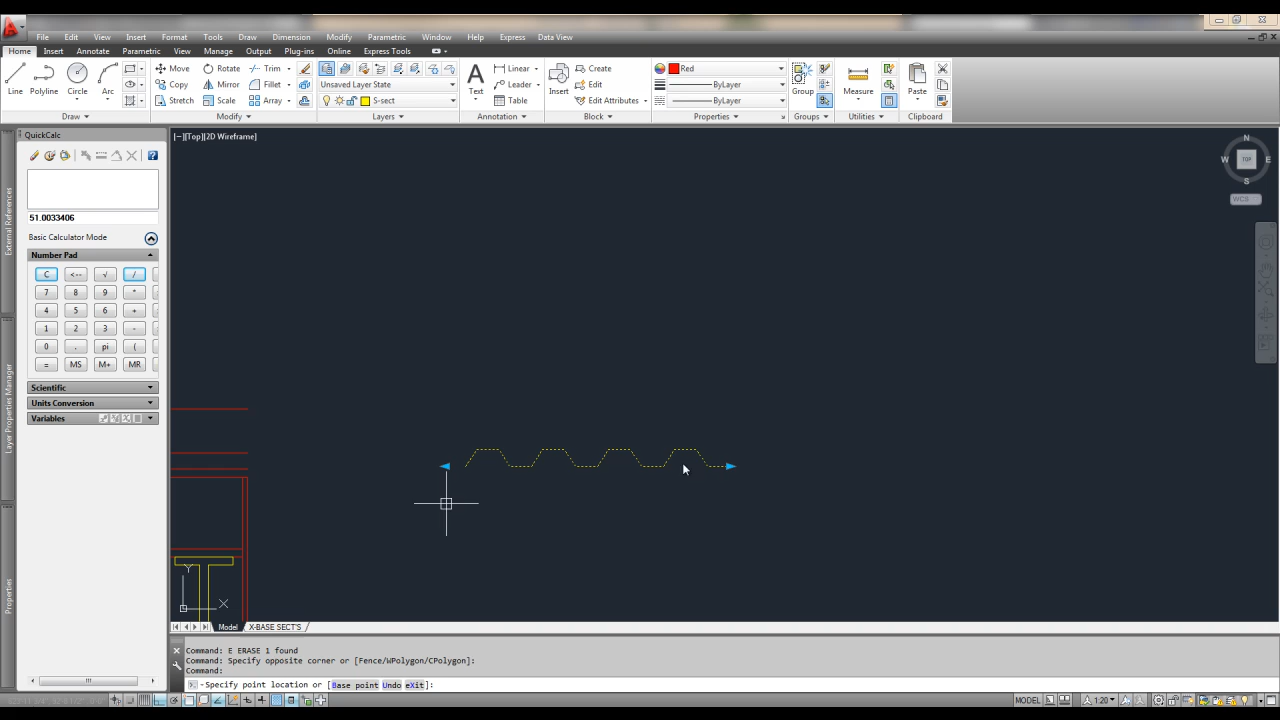 File Edit View Insert Format Tools Draw Dimension Modify Parametric Window Help Express Data View
Home Insert Annotate Parametric View Manage Output Plug-ins Online Express Tools
Line Polyline Circle Arc
Move Rotate Trim
Copy Mirror Fillet
Stretch Scale Array
Unsaved Layer State
S-sect
Text
Linear
Leader
Table
Insert
Create
Edit
Edit Attributes
Red
ByLayer
ByLayer
Group
Measure
Paste
Draw Modify Layers Annotation Block Properties Groups Utilities Clipboard
QuickCalc
[−][Top][2D Wireframe]
51.0033406
Basic Calculator Mode
Number Pad
C <-- √ /
7 8 9 *
4 5 6 +
1 2 3 -
0 . pi (
= MS M+ MR
Scientific
Units Conversion
Variables
External References
Layer Properties Manager
Properties
N
W TOP E
S
WCS
Y
X
Model X-BASE SECT'S
Command: E ERASE 1 found
Command: Specify opposite corner or [Fence/WPolygon/CPolygon]:
Command:
Specify point location or [Base point Undo eXit]:
MODEL 1:20